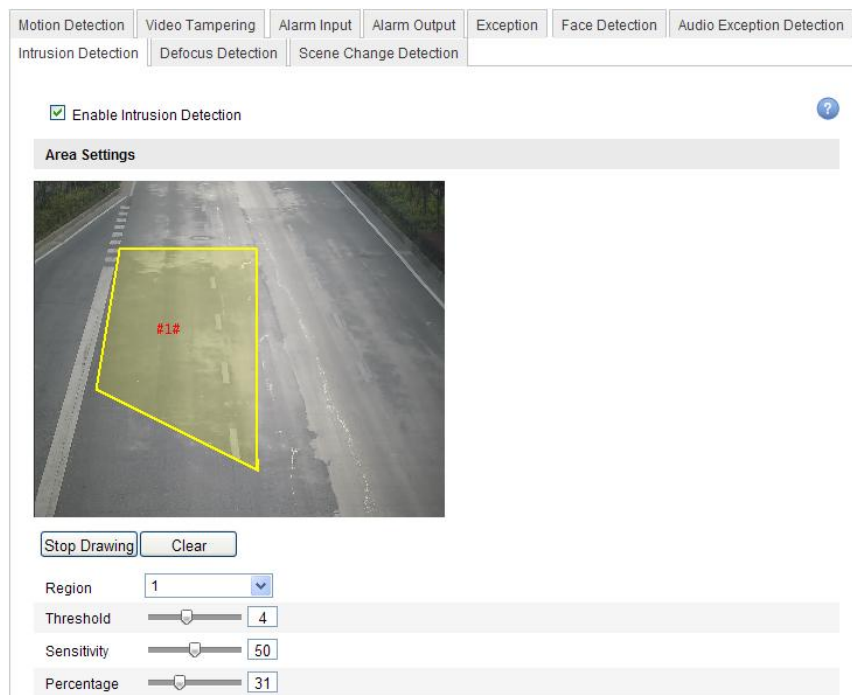 Motion Detection Video Tampering Alarm Input Alarm Output Exception Face Detection Audio Exception Detection
Intrusion Detection Defocus Detection Scene Change Detection
Enable Intrusion Detection ?
Area Settings
#1#
Stop Drawing Clear
Region 1
Threshold 4
Sensitivity 50
Percentage 31